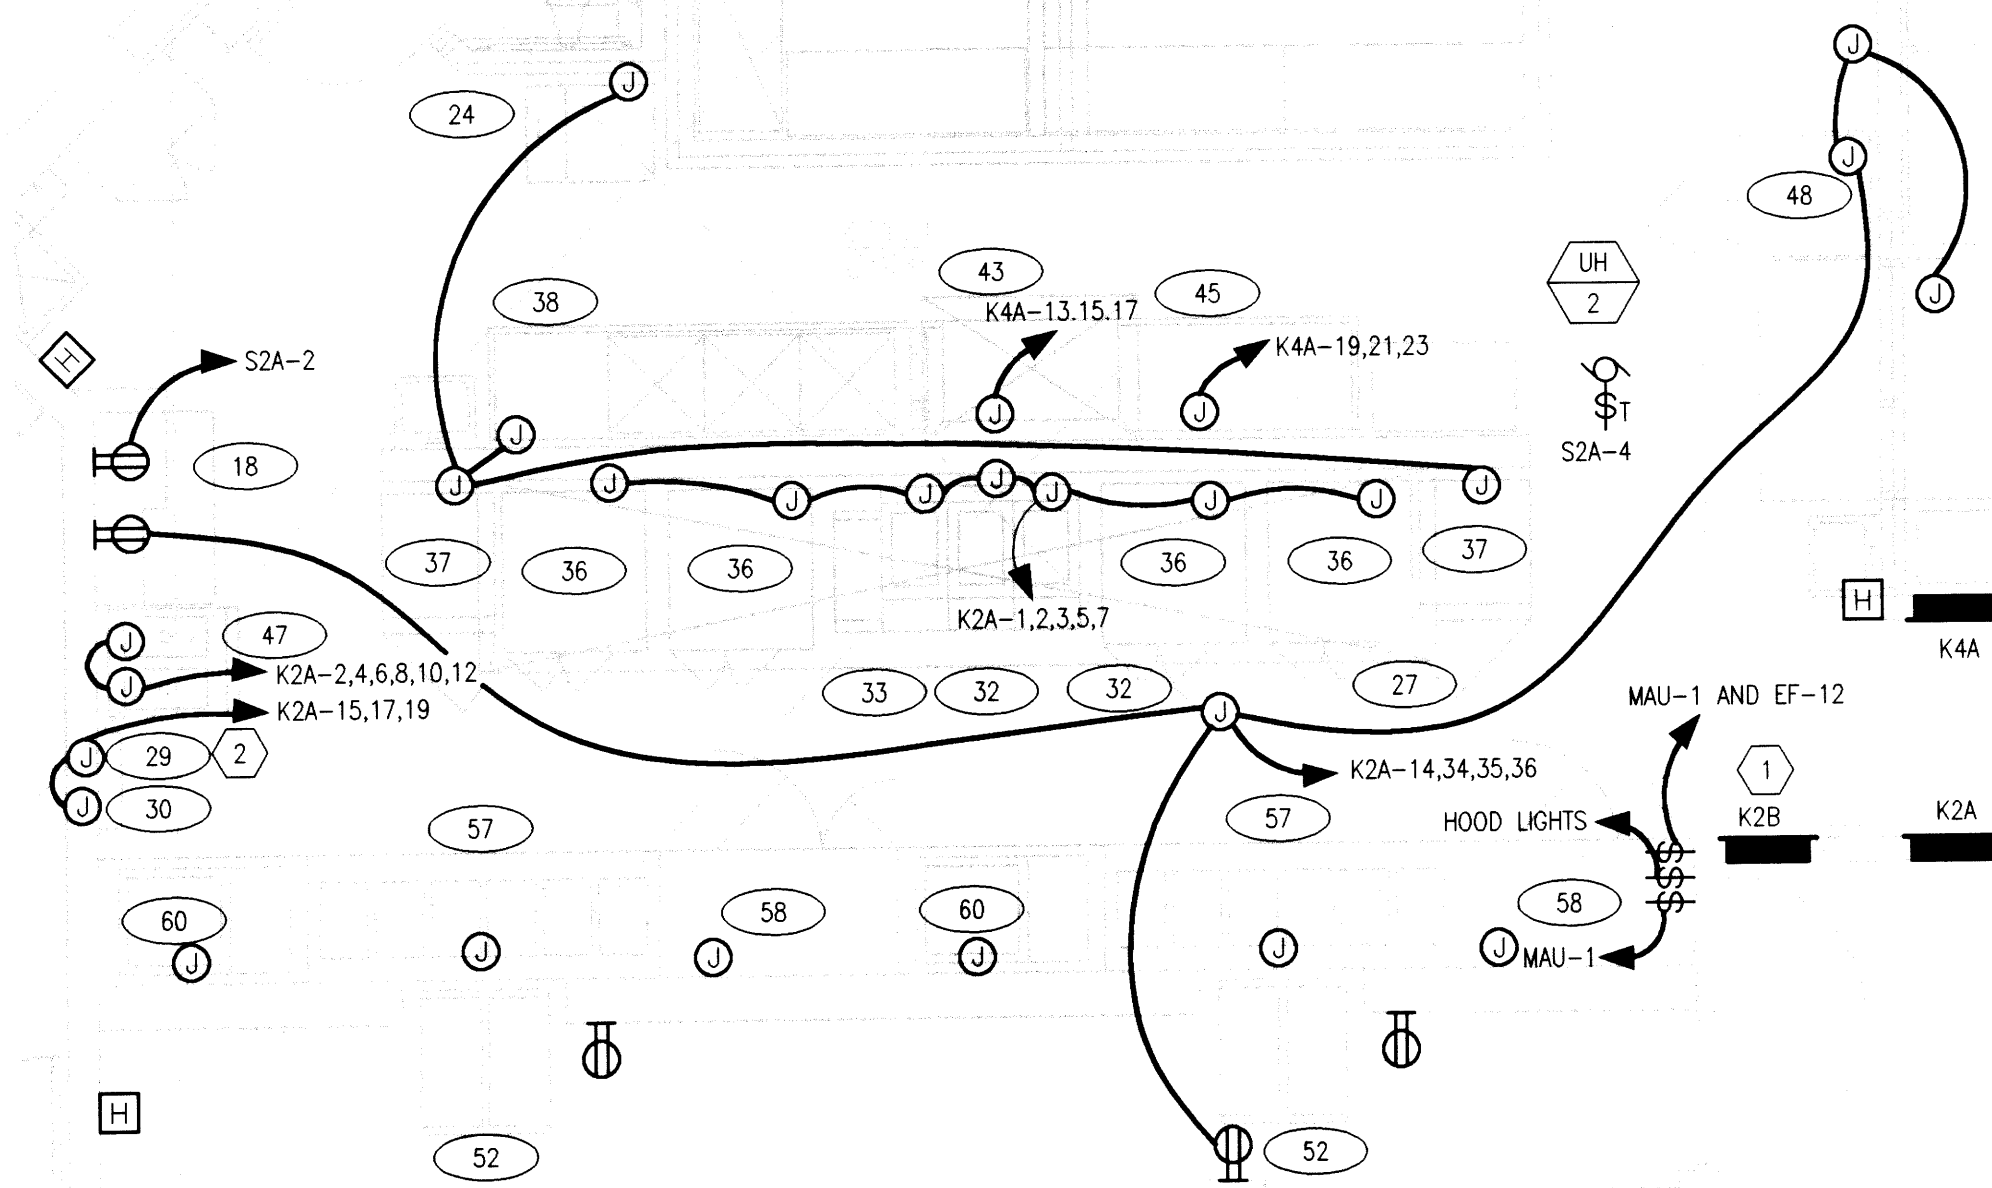 J
24
J
J
48
UH
2
43
K4A-13.15.17
45
K4A-19,21,23
38
J
H
S2A-2
J
J
T
S2A-4
18
J
J
J
J
J
J
J
J
J
J
37
36
36
36
36
37
H
K4A
K2A-1,2,3,5,7
47
J
K2A-2,4,6,8,10,12
J
K2A-15,17,19
33
32
32
27
J
MAU-1 AND EF-12
J
29
2
30
J
K2A-14,34,35,36
1
K2B
K2A
57
57
HOOD LIGHTS
$
$
$
60
58
60
58
J
J
J
J
J
J
MAU-1
H
52
52